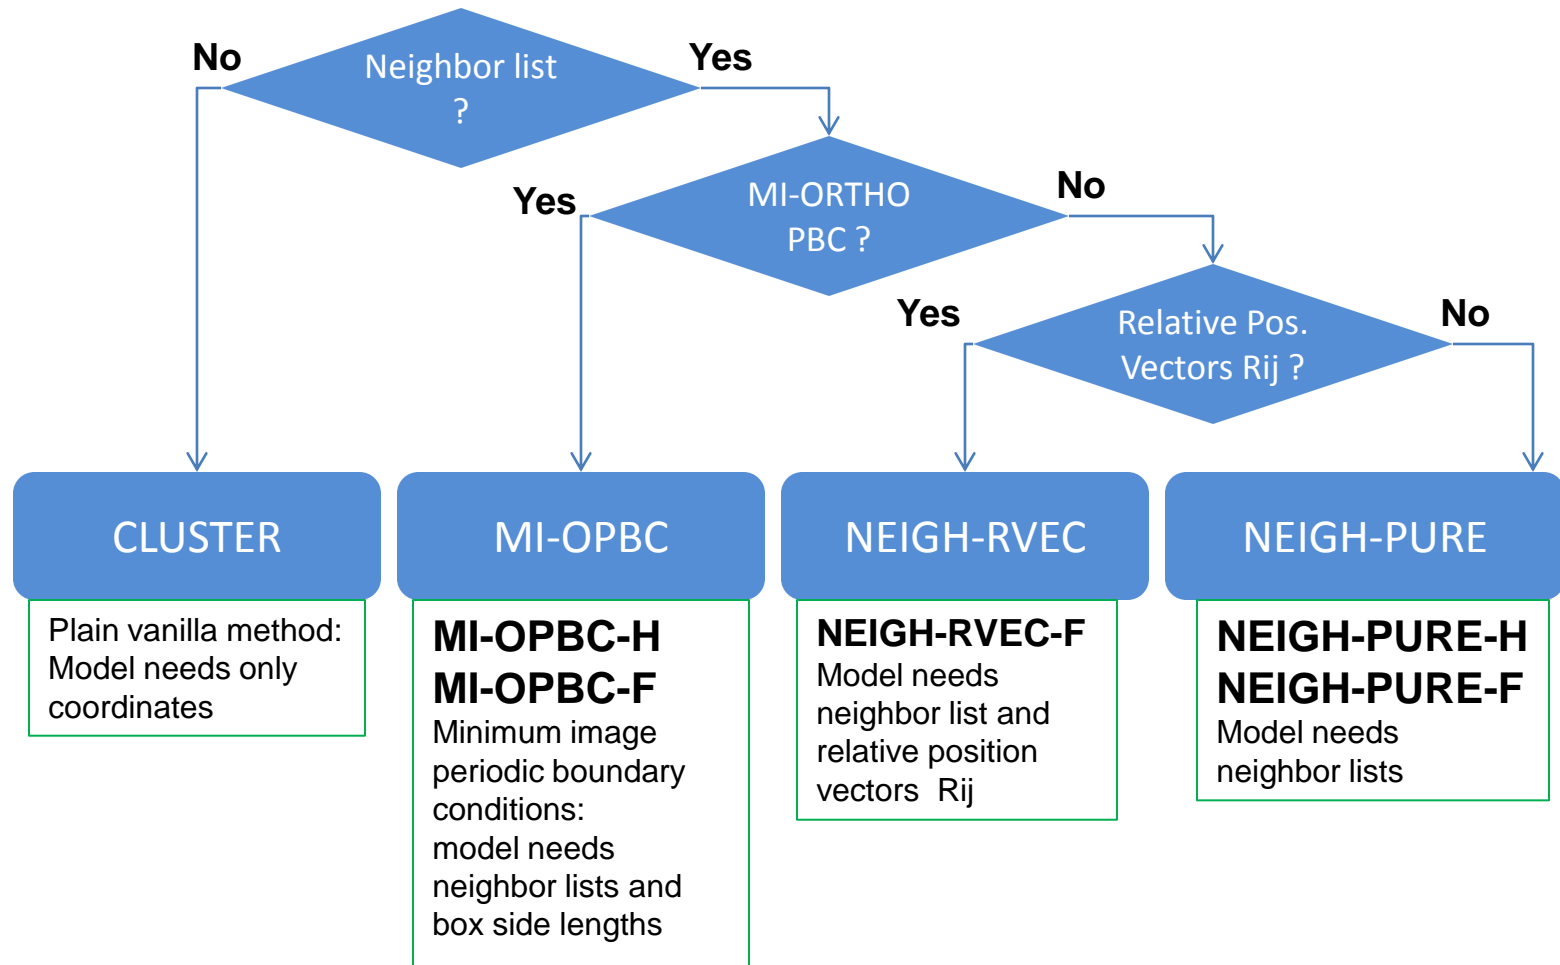 No
Neighbor list
?
Yes
Yes
MI-ORTHO
PBC ?
No
Yes
Relative Pos.
Vectors Rij ?
No
CLUSTER
Plain vanilla method:
Model needs only
coordinates
MI-OPBC
MI-OPBC-H
MI-OPBC-F
Minimum image
periodic boundary
conditions:
model needs
neighbor lists and
box side lengths
NEIGH-RVEC
NEIGH-RVEC-F
Model needs
neighbor list and
relative position
vectors Rij
NEIGH-PURE
NEIGH-PURE-H
NEIGH-PURE-F
Model needs
neighbor lists